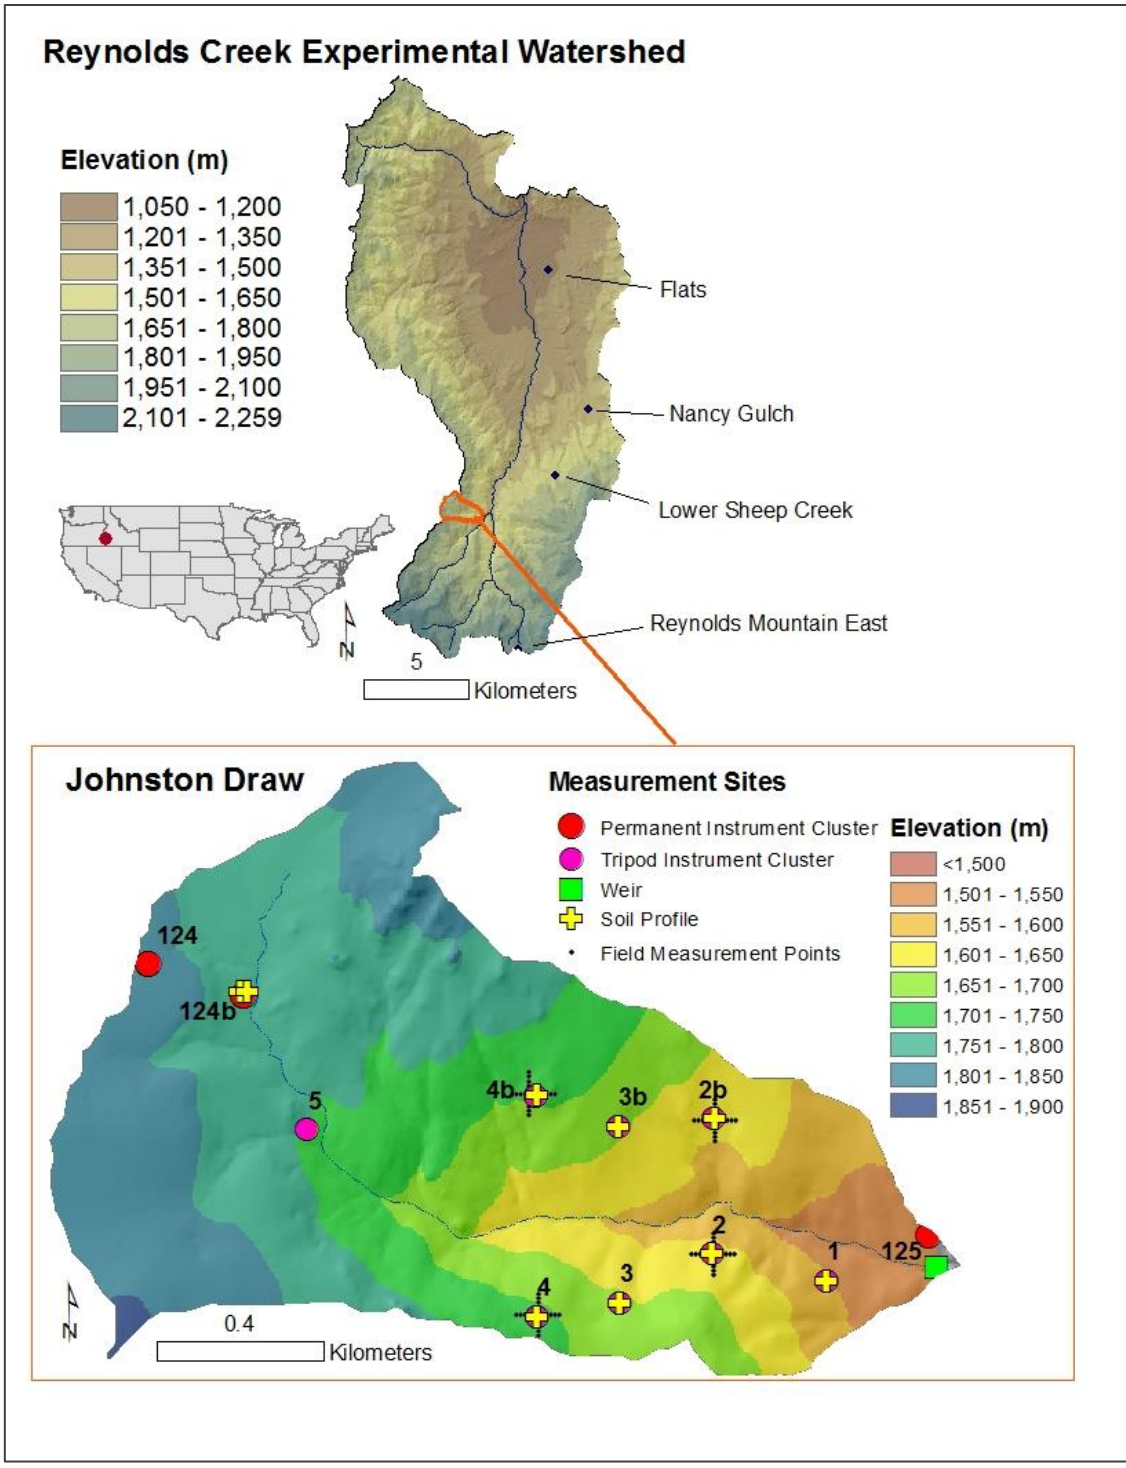 Reynolds Creek Experimental Watershed
Elevation (m)
1,050 - 1,200
1,201 - 1,350
1,351 - 1,500
1,501 - 1,650
1,651 - 1,800
1,801 - 1,950
1,951 - 2,100
2,101 - 2,259
Flats
Nancy Gulch
Lower Sheep Creek
Reynolds Mountain East
N
5
Kilometers
Johnston Draw
Measurement Sites
Permanent Instrument Cluster
Tripod Instrument Cluster
Weir
Soil Profile
Field Measurement Points
Elevation (m)
<1,500
1,501 - 1,550
1,551 - 1,600
1,601 - 1,650
1,651 - 1,700
1,701 - 1,750
1,751 - 1,800
1,801 - 1,850
1,851 - 1,900
124
124b
5
4b
3b
2b
2
1
125
3
4
N
0.4
Kilometers